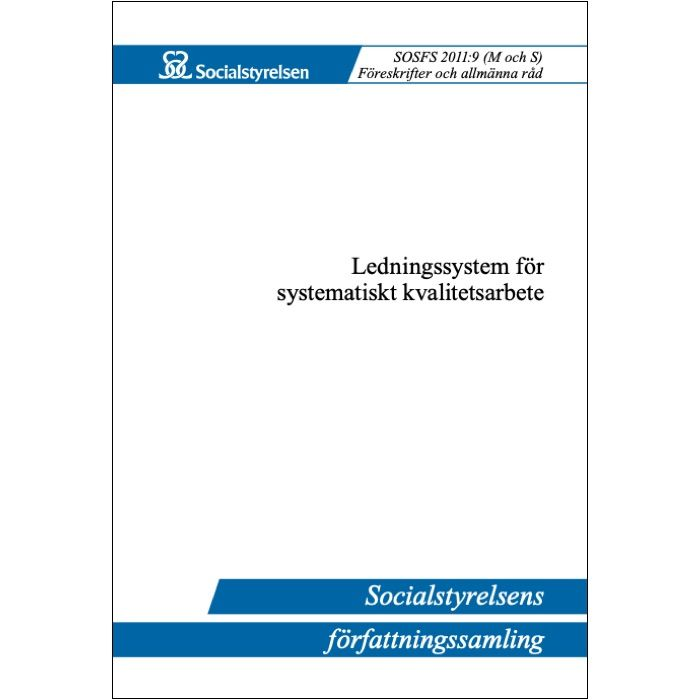 Socialstyrelsen
SOSFS 2011:9 (M och S)
Föreskrifter och allmänna råd
Ledningssystem för
systematiskt kvalitetsarbete
Socialstyrelsens
författningssamling